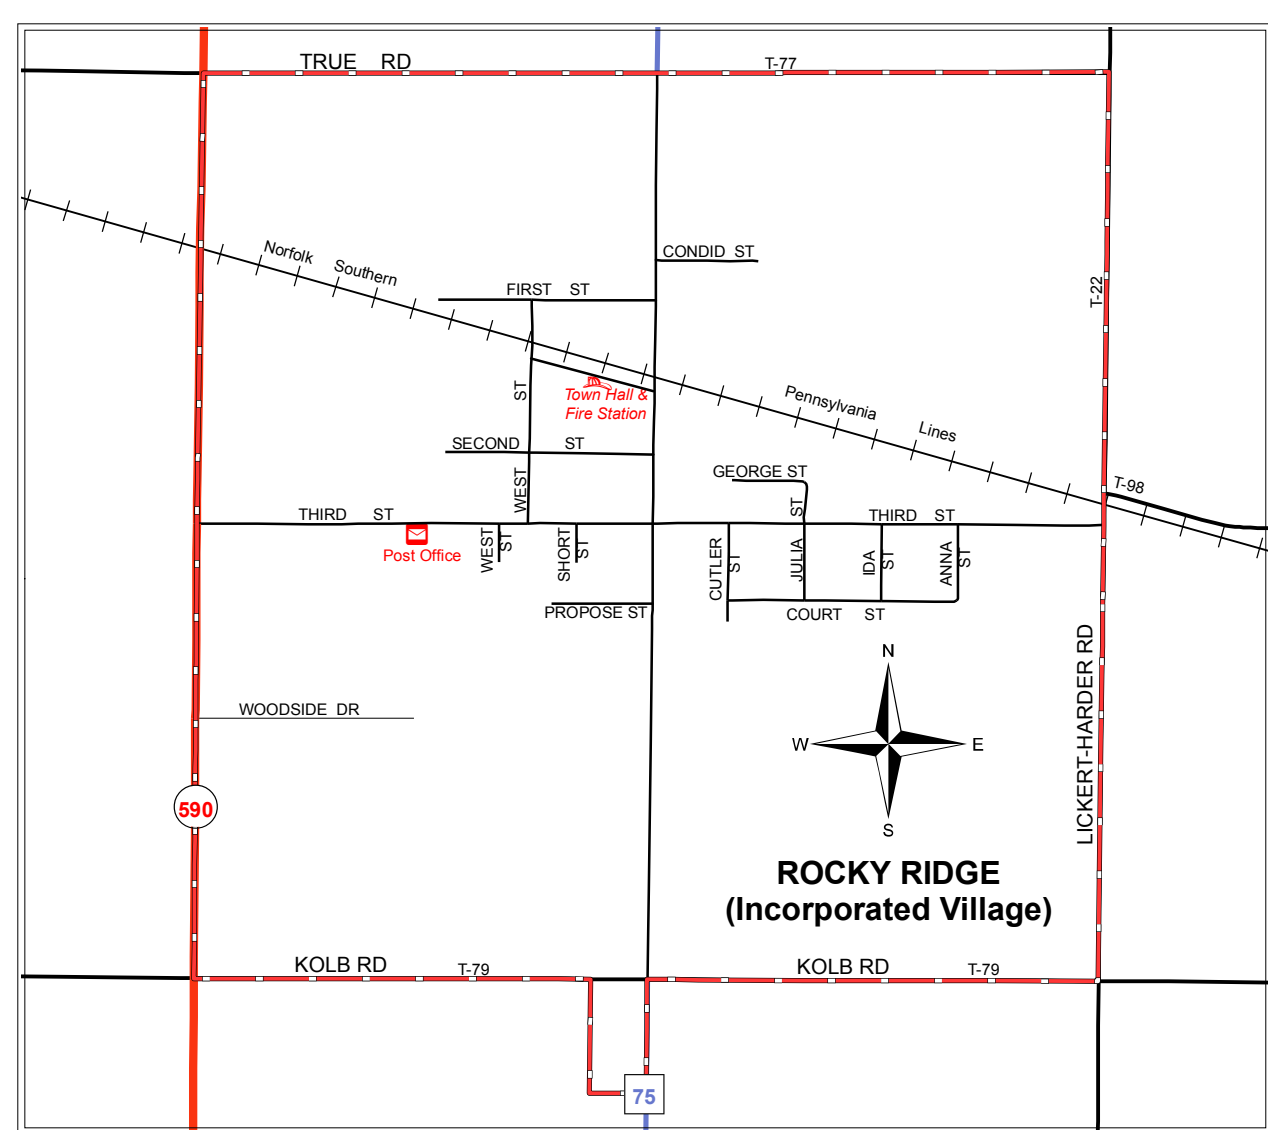 TRUE RD
T-77
CONDID ST
Norfolk Southern
FIRST ST
T-22
ST
Town Hall &
Fire Station
Pennsylvania Lines
SECOND ST
GEORGE ST
WEST
T-98
ST
THIRD ST
THIRD ST
Post Office
WEST
ST
SHORT
ST
CUTLER
ST
JULIA
IDA
ST
ANNA
ST
PROPOSE ST
COURT ST
LICKERT-HARDER RD
N
WOODSIDE DR
W
E
590
S
ROCKY RIDGE
(Incorporated Village)
KOLB RD
T-79
KOLB RD
T-79
75